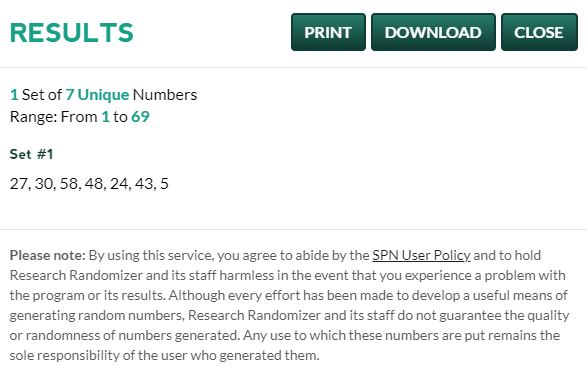 RESULTS
PRINT
DOWNLOAD
CLOSE
1 Set of 7 Unique Numbers
Range: From 1 to 69
Set #1
27, 30, 58, 48, 24, 43, 5
Please note: By using this service, you agree to abide by the SPN User Policy and to hold
Research Randomizer and its staff harmless in the event that you experience a problem with
the program or its results. Although every effort has been made to develop a useful means of
generating random numbers, Research Randomizer and its staff do not guarantee the quality
or randomness of numbers generated. Any use to which these numbers are put remains the
sole responsibility of the user who generated them.